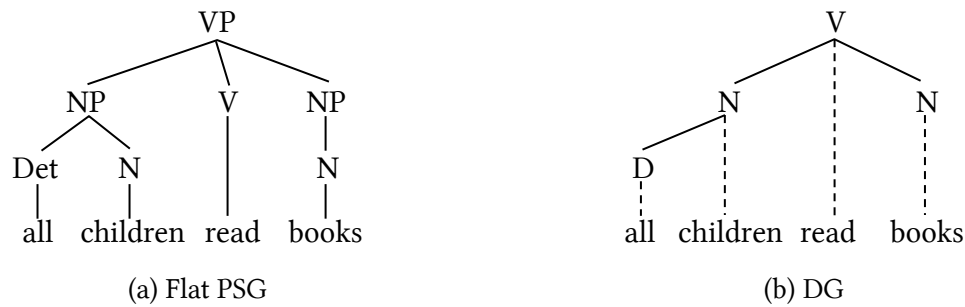 VP V
NP V NP N N
Det N N D
all children read books all children read books
(a) Flat PSG (b) DG